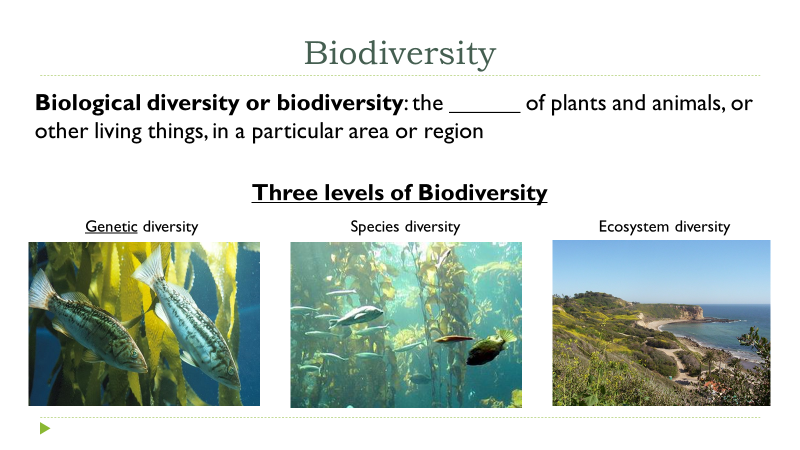 Biodiversity
Biological diversity or biodiversity: the ______ of plants and animals, or
other living things, in a particular area or region
Three levels of Biodiversity
Genetic diversity
Species diversity
Ecosystem diversity